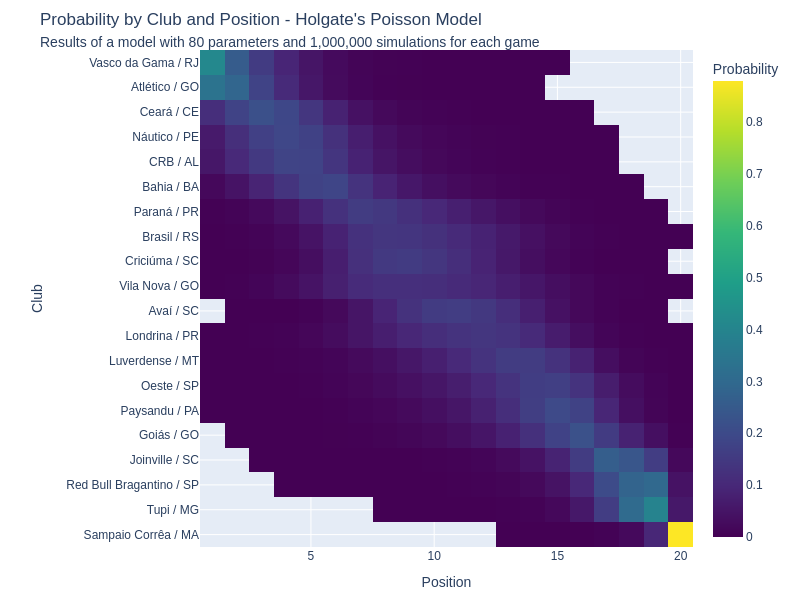 Probability by Club and Position - Holgate's Poisson Model
Results of a model with 80 parameters and 1,000,000 simulations for each game
Probability
Vasco da Gama / RJ
Atlético / GO
Ceará / CE
Náutico / PE
CRB / AL
Bahia / BA
Paraná / PR
Brasil / RS
Criciúma / SC
Vila Nova / GO
Avaí / SC
Londrina / PR
Luverdense / MT
Oeste / SP
Paysandu / PA
Goiás / GO
Joinville / SC
Red Bull Bragantino / SP
Tupi / MG
Sampaio Corrêa / MA
Club
5 10 15 20
Position
0.8
0.7
0.6
0.5
0.4
0.3
0.2
0.1
0